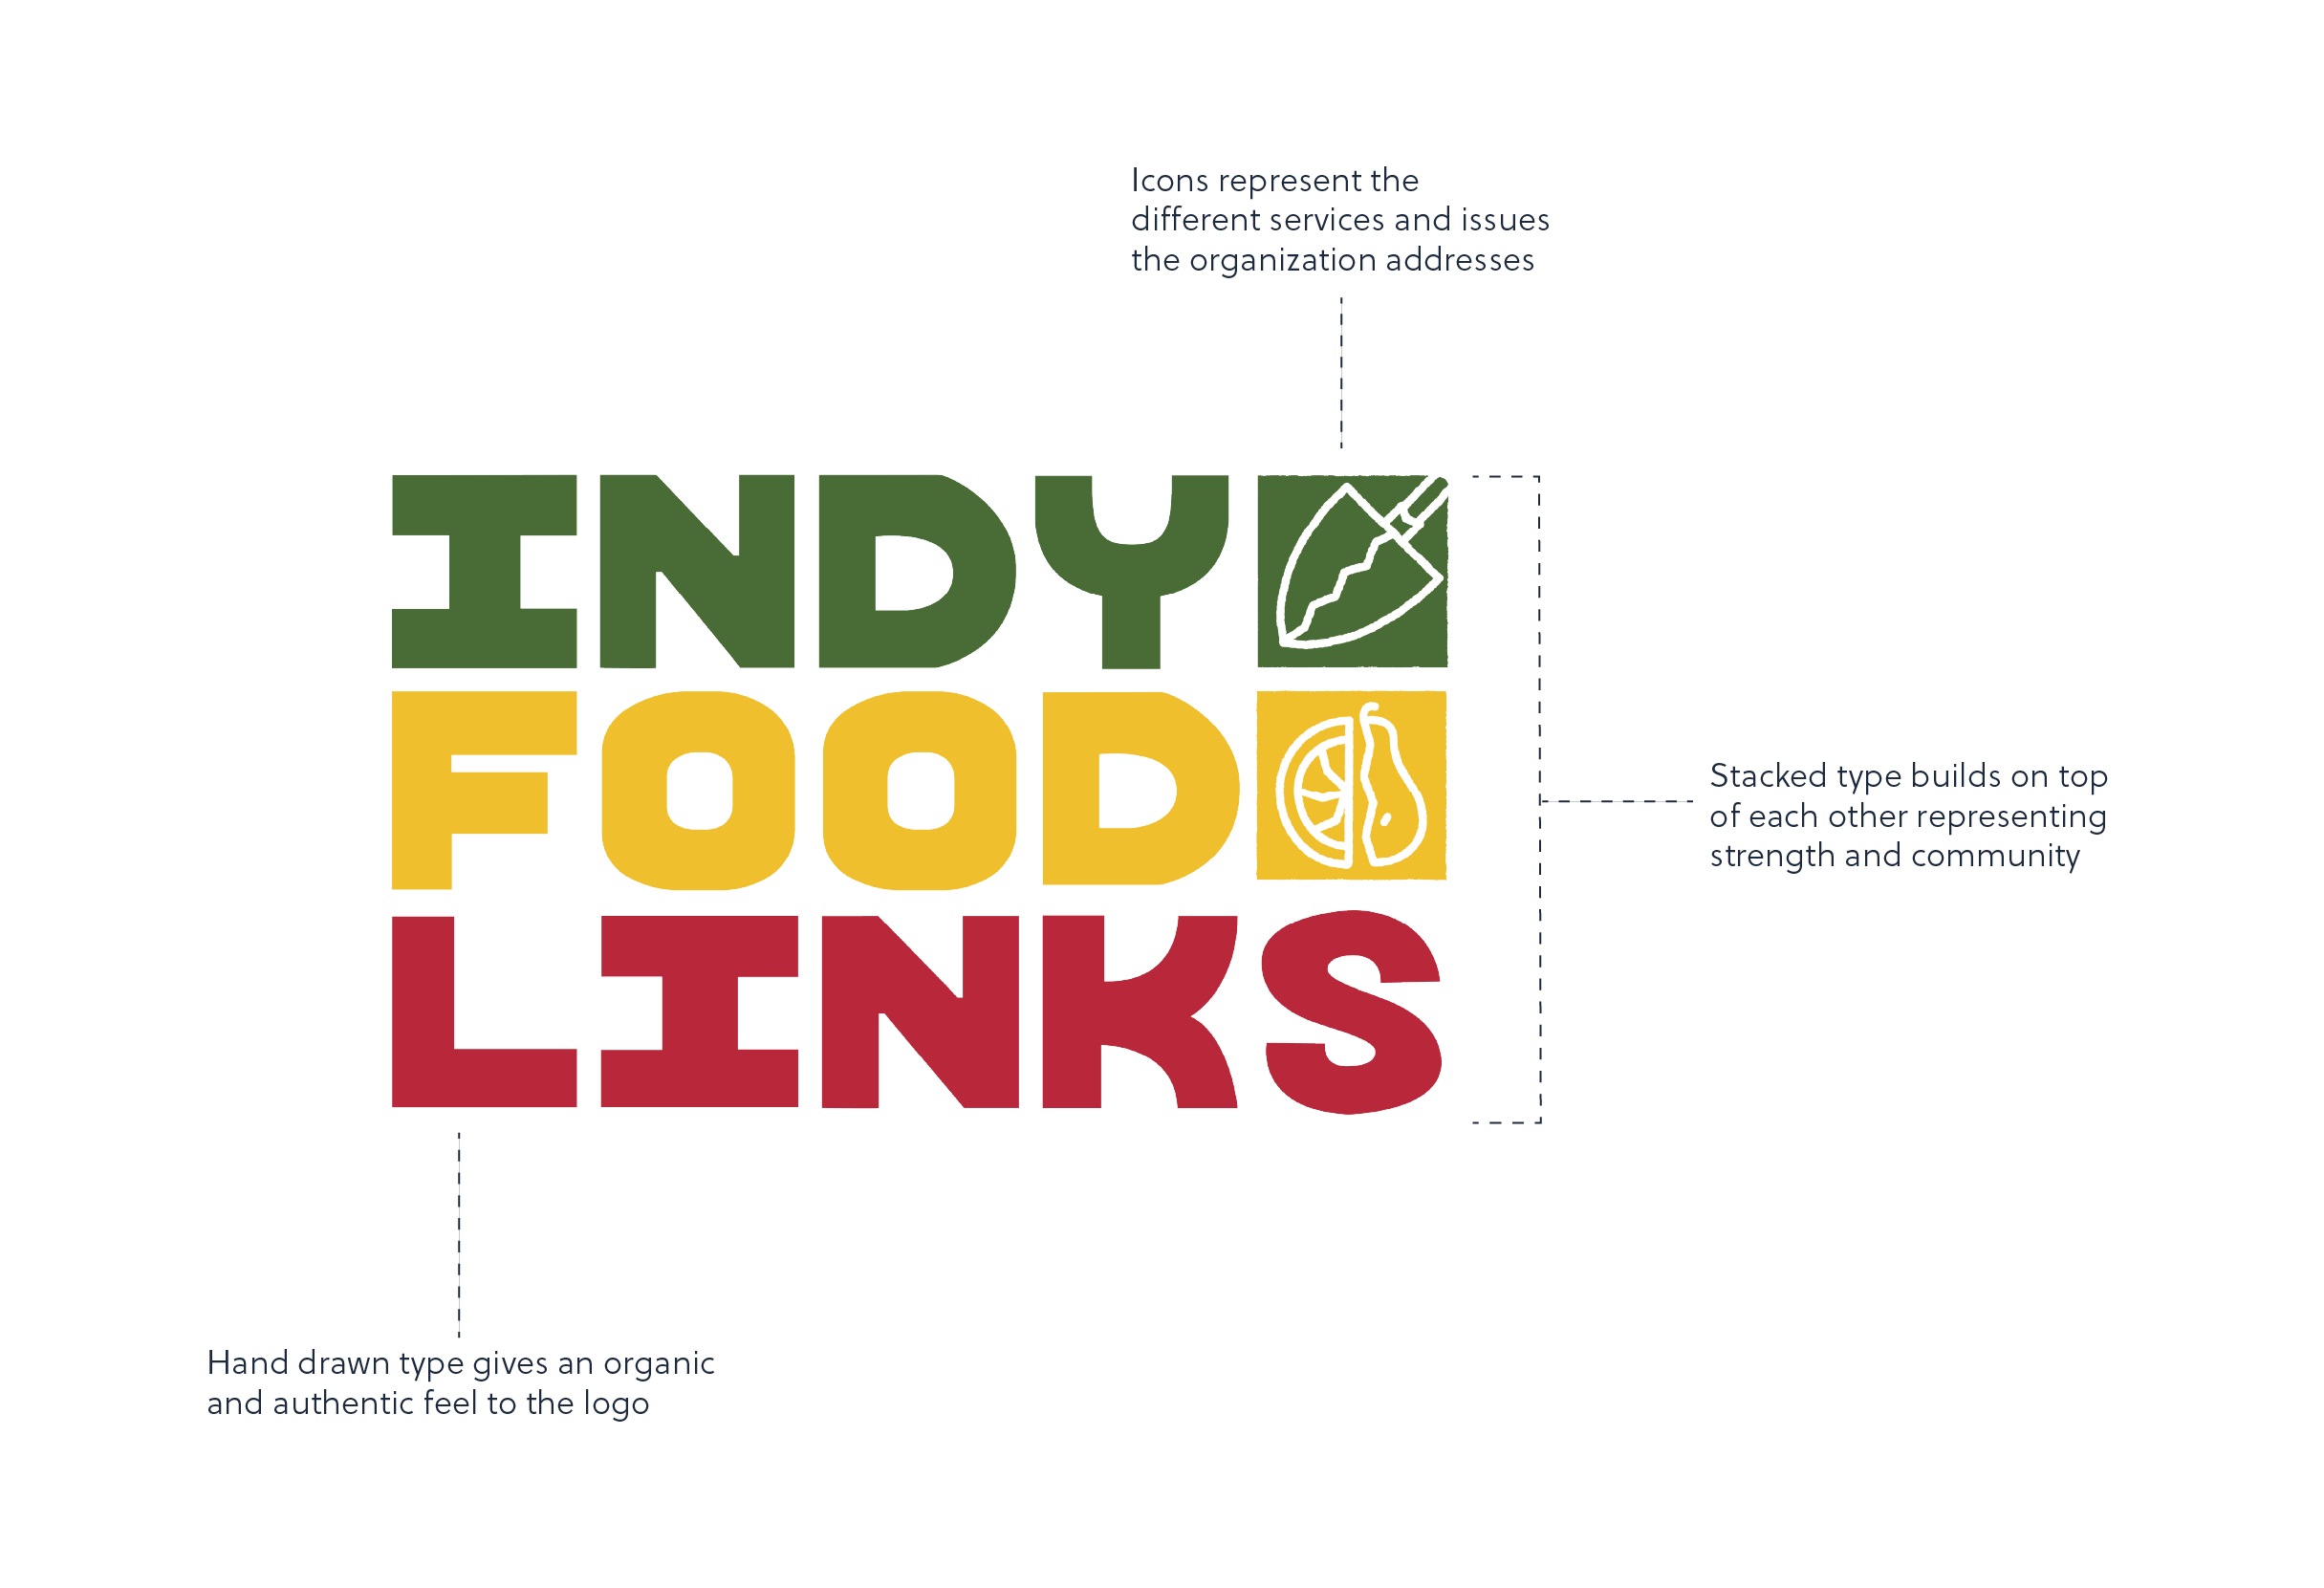 Icons represent the
different services and issues
the organization addresses
INDY
FOOD
LINKS
Stacked type builds on top
of each other representing
strength and community
Hand drawn type gives an organic
and authentic feel to the logo